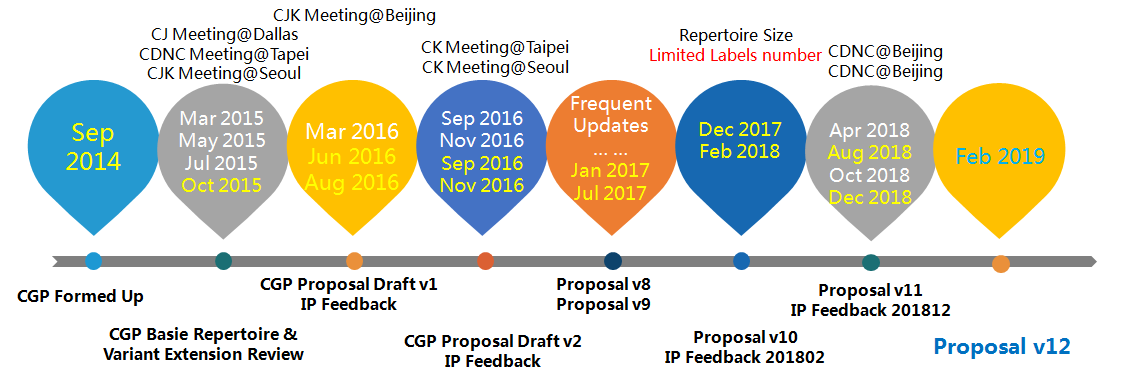 CJK Meeting@Beijing
CJ Meeting@Dallas
CDNC Meeting@Tapei
CJK Meeting@Seoul
CK Meeting@Taipei
CK Meeting@Seoul
Repertoire Size
Limited Labels number
CDNC@Beijing
CDNC@Beijing
Sep
2014
Mar 2015
May 2015
Jul 2015
Oct 2015
Mar 2016
Jun 2016
Aug 2016
Sep 2016
Nov 2016
Sep 2016
Nov 2016
Frequent
Updates
... ...
Jan 2017
Jul 2017
Dec 2017
Feb 2018
Apr 2018
Aug 2018
Oct 2018
Dec 2018
Feb 2019
CGP Formed Up
CGP Basie Repertoire &
Variant Extension Review
CGP Proposal Draft v1
IP Feedback
CGP Proposal Draft v2
IP Feedback
Proposal v8
Proposal v9
Proposal v10
IP Feedback 201802
Proposal v11
IP Feedback 201812
Proposal v12